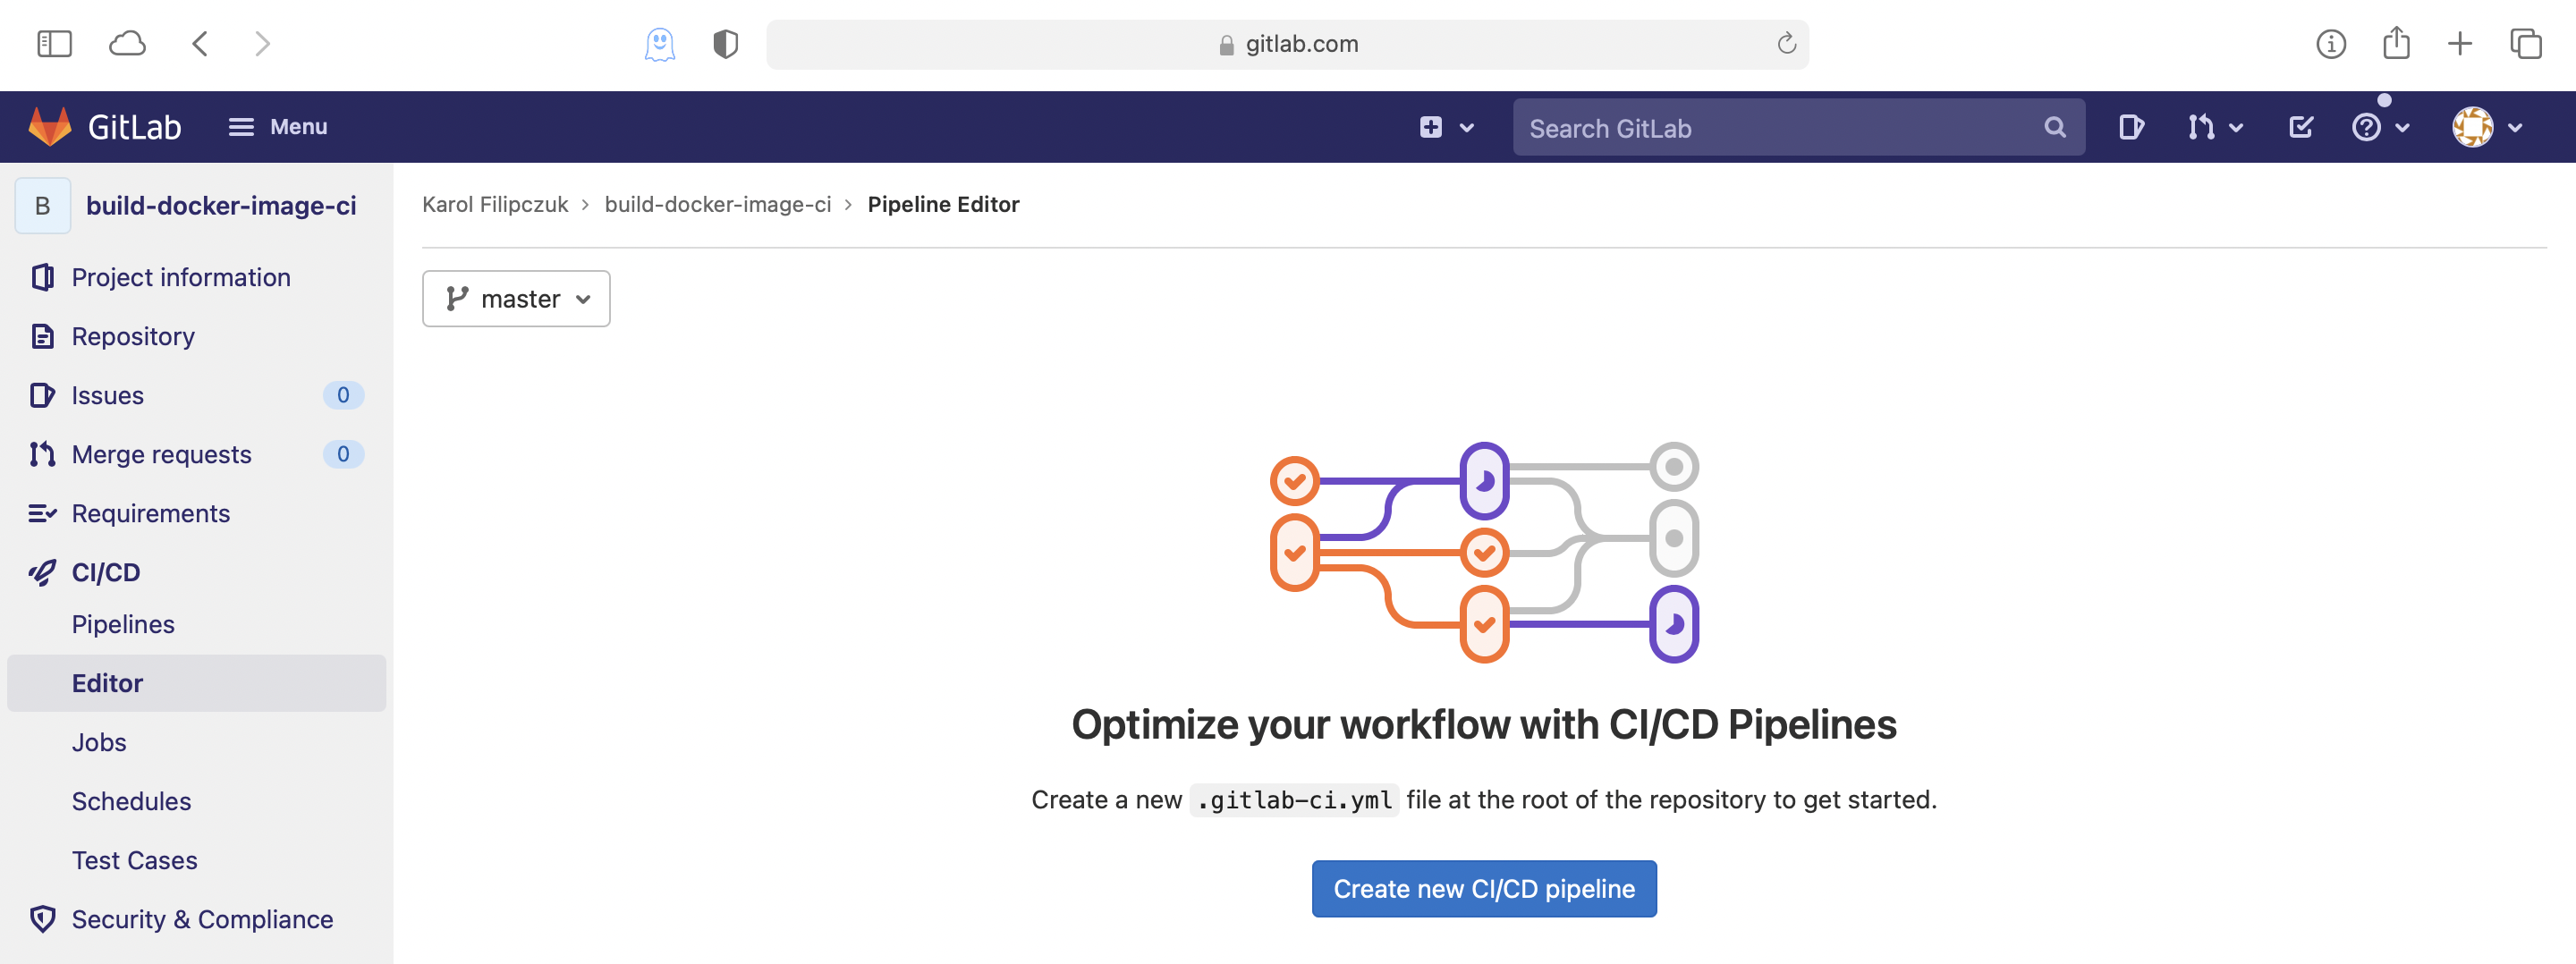 gitlab.com
GitLab
Menu
Search GitLab
B
build-docker-image-ci
Project information
Repository
Issues 0
Merge requests 0
Requirements
CI/CD
Pipelines
Editor
Jobs
Schedules
Test Cases
Security & Compliance
Karol Filipczuk › build-docker-image-ci › Pipeline Editor
master
Optimize your workflow with CI/CD Pipelines
Create a new .gitlab-ci.yml file at the root of the repository to get started.
Create new CI/CD pipeline